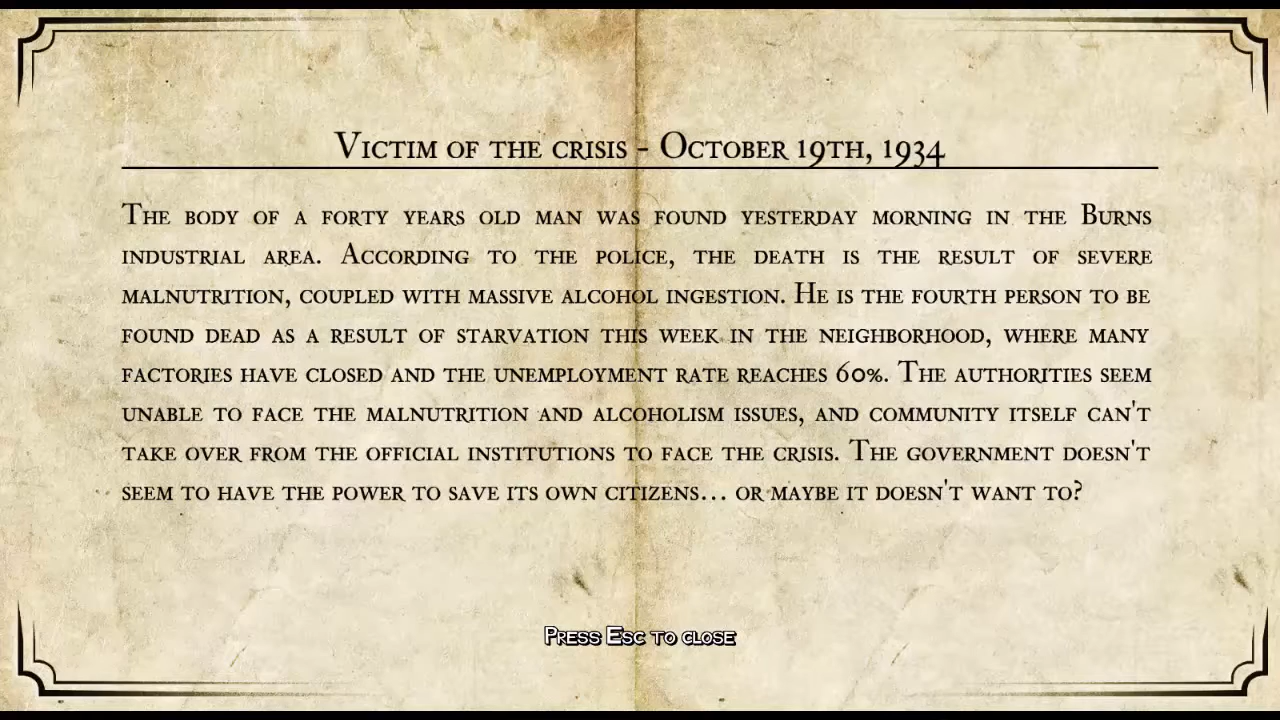 Victim of the crisis - October 19th, 1934
The body of a forty years old man was found yesterday morning in the Burns
industrial area. According to the police, the death is the result of severe
malnutrition, coupled with massive alcohol ingestion. He is the fourth person to be
found dead as a result of starvation this week in the neighborhood, where many
factories have closed and the unemployment rate reaches 60%. The authorities seem
unable to face the malnutrition and alcoholism issues, and community itself can't
take over from the official institutions to face the crisis. The government doesn't
seem to have the power to save its own citizens... or maybe it doesn't want to?
Press Esc to close